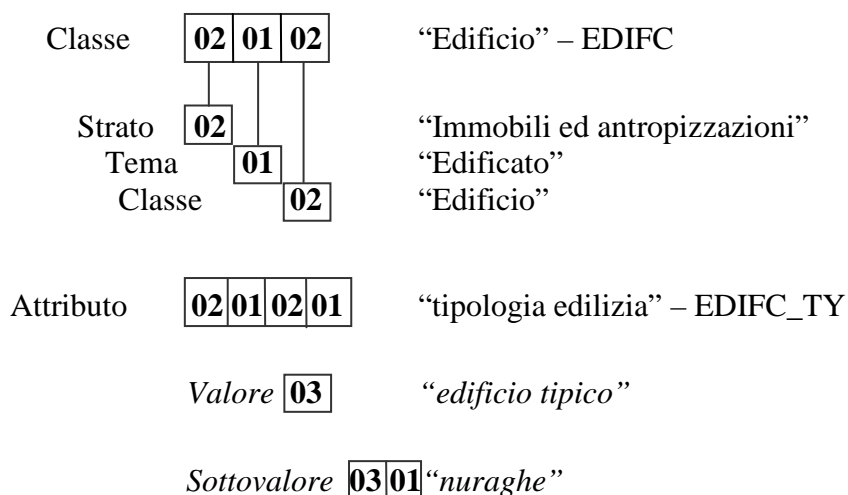 Classe 02 01 02 “Edificio” – EDIFC
Strato 02 “Immobili ed antropizzazioni”
Tema 01 “Edificato”
Classe 02 “Edificio”
Attributo 02 01 02 01 “tipologia edilizia” – EDIFC_TY
Valore 03 “edificio tipico”
Sottovalore 03 01 “nuraghe”